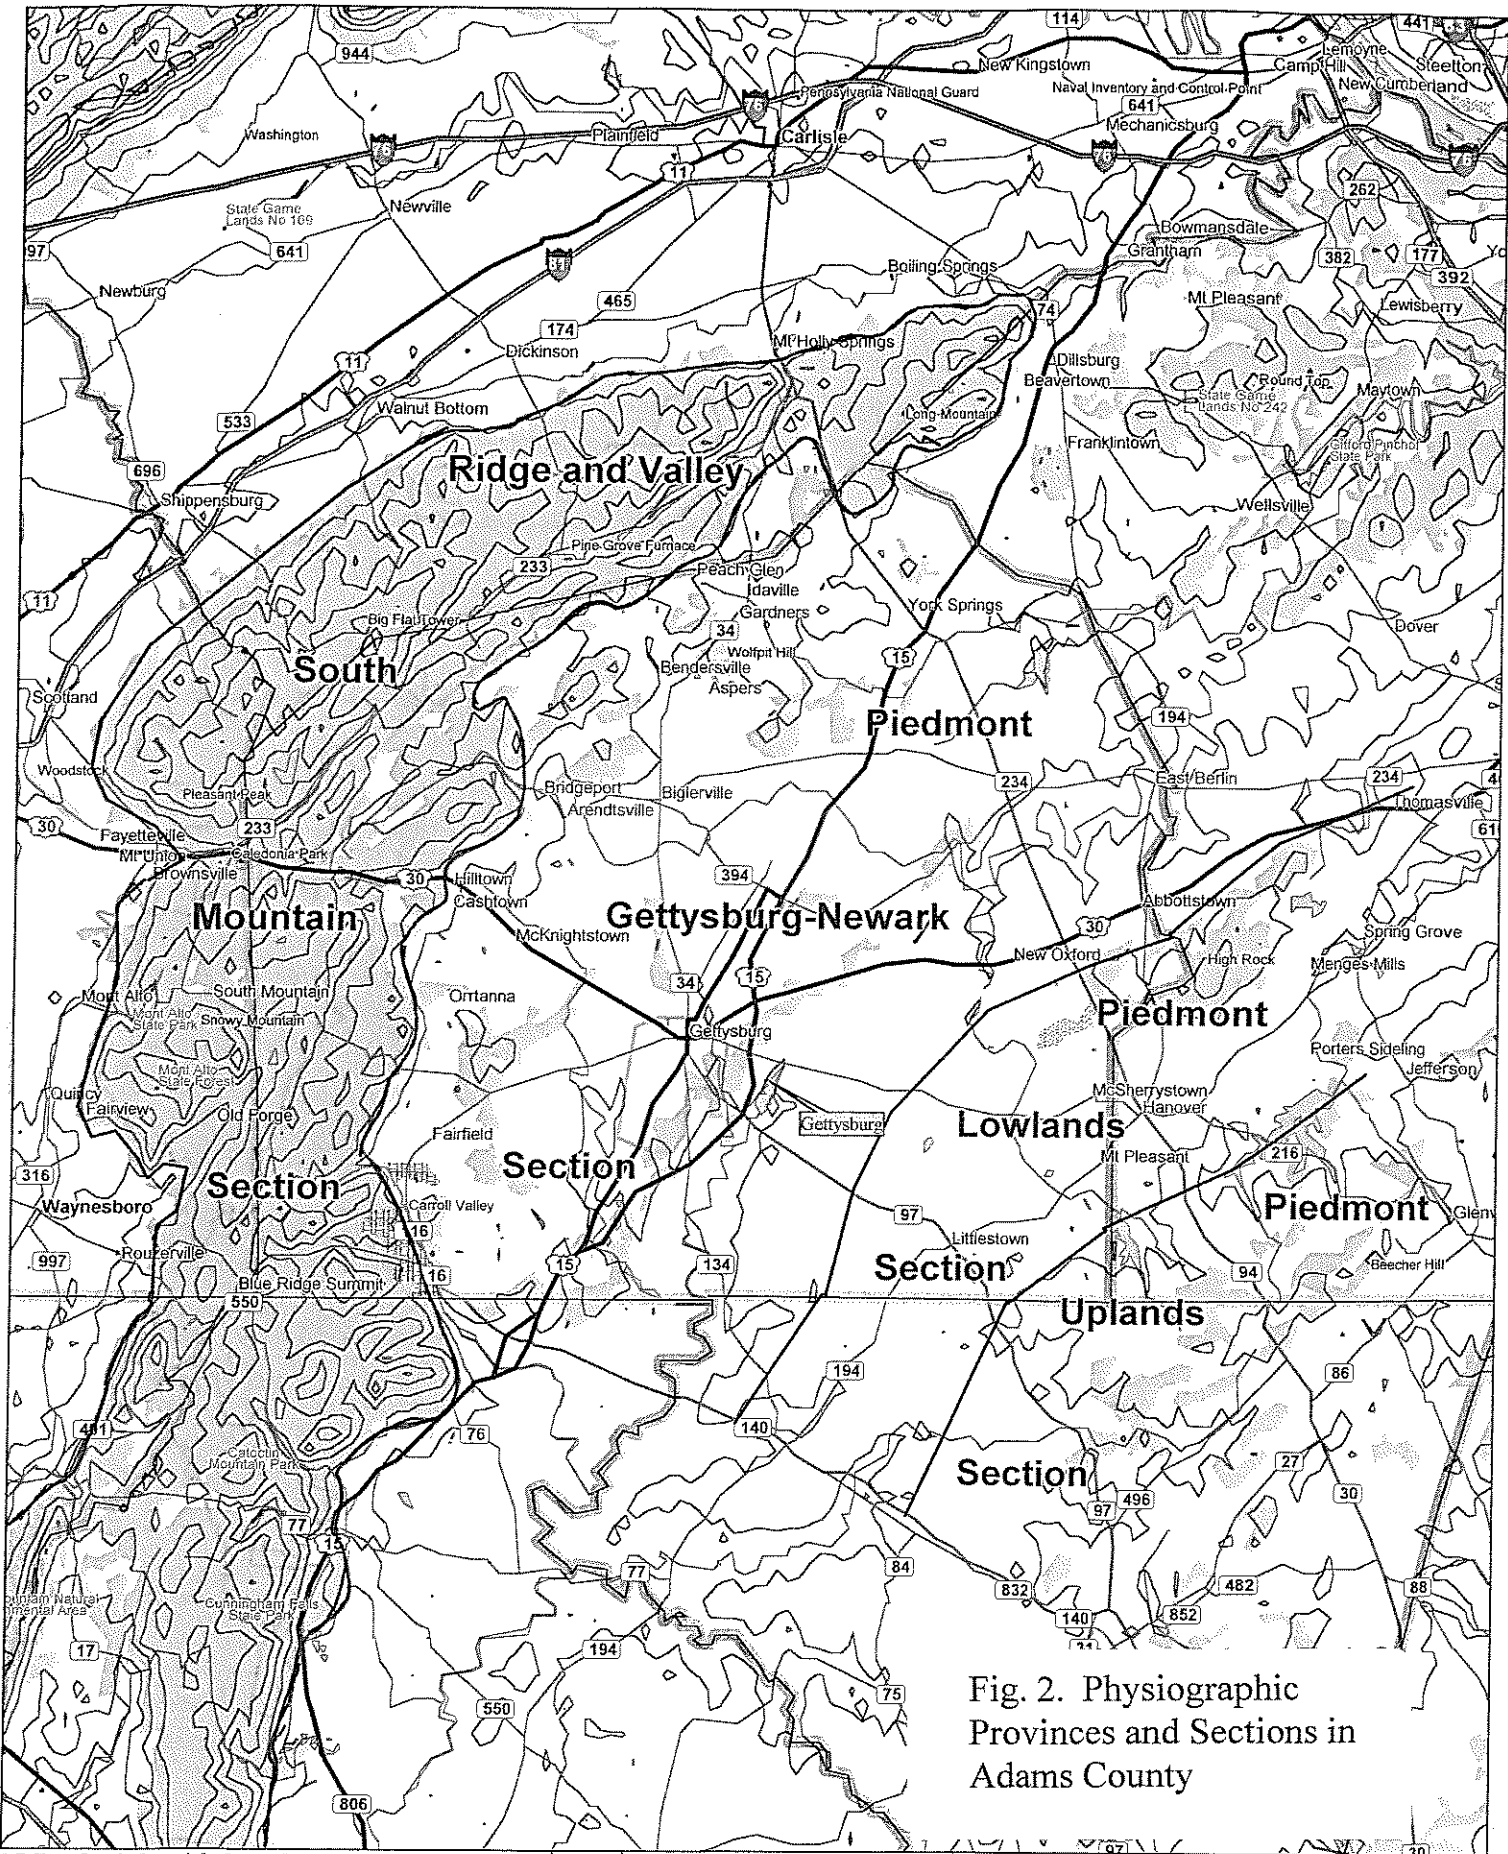 944
114
441
Lemoyne
New Kingstown
Camp Hill
Steelton
Pennsylvania National Guard
Naval Inventory and Control Point
New Cumberland
641
Washington
76
Plainfield
Carlisle
Mechanicsburg
76
76
11
262
State Game
Lands No 169
Newville
97
641
Bowmansdale
Grantham
382
177
392
81
Boiling Springs
Newburg
465
Mt Pleasant
Lewisberry
74
174
Mt Holly Springs
Dickinson
11
Dillsburg
Beavertown
Round Top
Maytown
State Game
Lands No 242
533
Walnut Bottom
Long Mountain
Franklintown
Gifford Pinchot
State Park
696
Ridge and Valley
Shippensburg
Wellsville
Pine Grove Furnace
233
Peach Glen
Idaville
11
Gardners
York Springs
Big Flat Tower
34
Dover
Wolfpit Hill
15
South
Bendersville
Aspers
Scotland
Piedmont
194
Woodstock
Pleasant Peak
Bridgeport
Arendtsville
Biglerville
234
East Berlin
234
Thomasville
30
Fayetteville
233
Mt Union
Caledonia Park
Brownsville
30
Hilltown
Cashtown
394
Mountain
Gettysburg-Newark
Abbottstown
30
McKnightstown
New Oxford
Spring Grove
High Rock
Menges Mills
34
15
Mont Alto
South Mountain
Orrtanna
Mont Alto
State Park
Snowy Mountain
Gettysburg
Piedmont
Porters Sideling
Jefferson
Mont Alto
State Forest
Quincy
Fairview
Old Forge
McSherrystown
Hanover
Gettysburg
Lowlands
Fairfield
Section
Mt Pleasant
216
316
Section
Waynesboro
Carroll Valley
16
97
Piedmont
Littlestown
997
Rouzerville
15
134
Section
94
Beecher Hill
Blue Ridge Summit
16
550
Uplands
194
86
491
76
140
Catoctin
Mountain Park
Section
27
496
97
30
77
15
84
77
832
482
88
Cunningham Falls
State Park
140
852
31
17
194
75
550
Fig. 2. Physiographic
Provinces and Sections in
Adams County
806
97
30